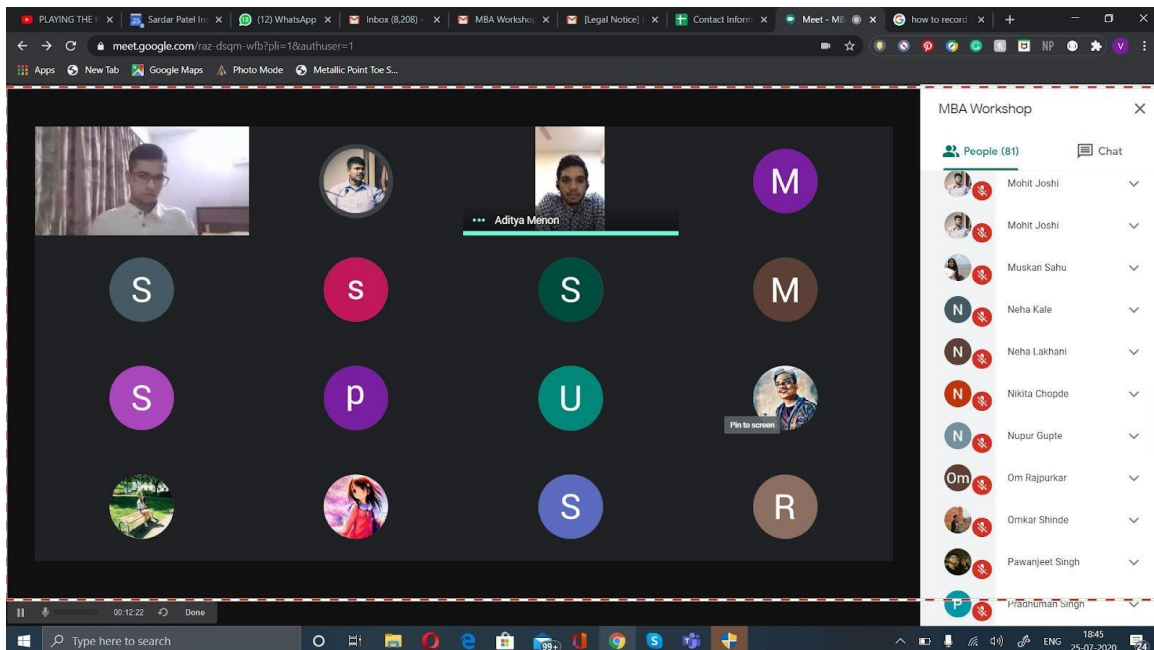 PLAYING THE F
Sardar Patel Ins
(12) WhatsApp
Inbox (8,208) -
MBA Workshop
[Legal Notice]
Contact Inform
Meet - MB
how to record
meet.google.com/raz-dsqm-wfb?pli=1&authuser=1
NP
V
Apps
New Tab
Google Maps
Photo Mode
Metallic Point Toe S...
MBA Workshop
People (81)
Chat
Aditya Menon
M
S
s
S
M
S
p
U
Pin to screen
S
R
Mohit Joshi
Mohit Joshi
Muskan Sahu
N Neha Kale
N Neha Lakhani
N Nikita Chopde
N Nupur Gupte
Om Om Rajpurkar
Omkar Shinde
Pawanjeet Singh
P Pradhuman Singh
00:12:22 Done
Type here to search
99+
ENG
18:45
25-07-2020
24